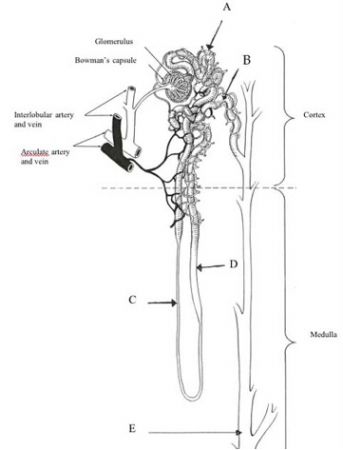 A
Glomerulus
Bowman's capsule
B
Interlobular artery
and vein
Cortex
Arculate artery
and vein
D
C
Medulla
E